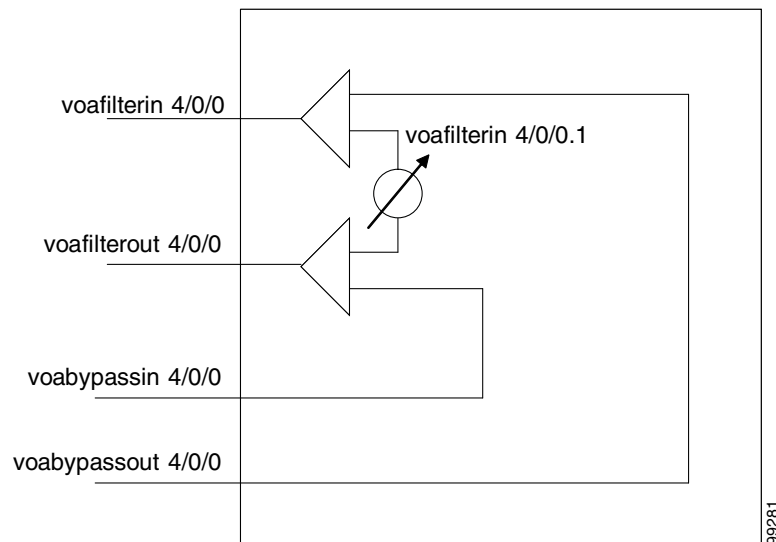 voafilterin 4/0/0
voafilterin 4/0/0.1
voafilterout 4/0/0
voabypassin 4/0/0
voabypassout 4/0/0
99281